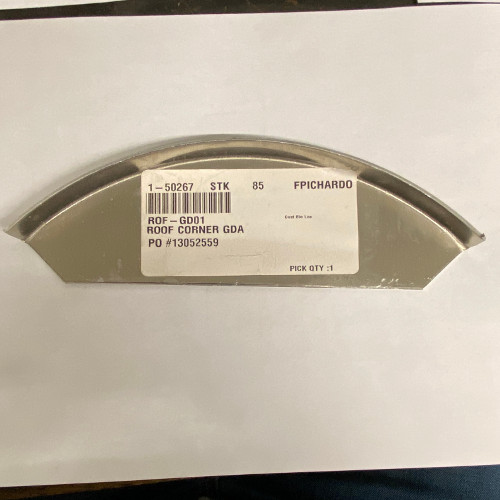 1-50267 STK 85 FPICHARDO
ROF-GD01
ROOF CORNER GDA
PO #13052559
PICK QTY :1